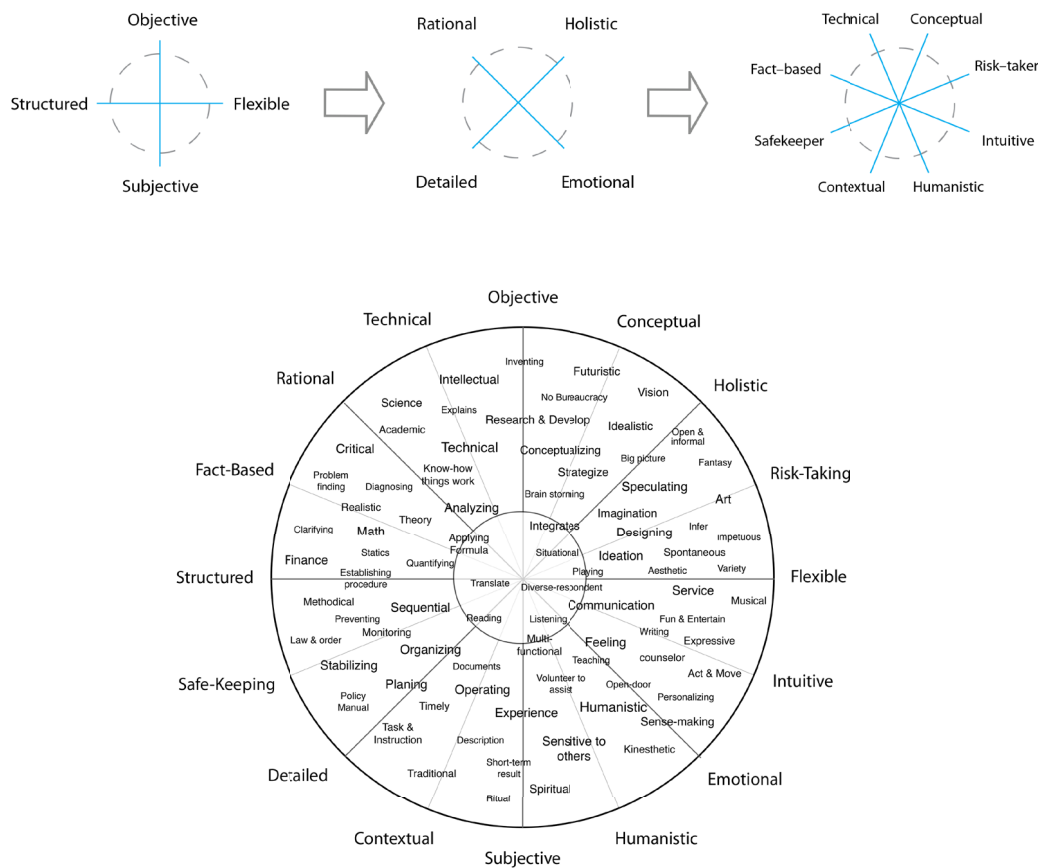 Objective
Structured
Flexible
Subjective
Rational
Holistic
Detailed
Emotional
Technical
Conceptual
Fact-based
Risk-taker
Safekeeper
Intuitive
Contextual
Humanistic
Objective
Technical
Conceptual
Rational
Holistic
Fact-Based
Risk-Taking
Structured
Flexible
Safe-Keeping
Intuitive
Detailed
Emotional
Contextual
Humanistic
Subjective
Inventing
Intellectual
Futuristic
Science
Explains
No Bureaucracy
Vision
Academic
Research & Develop
Idealistic
Open &
informal
Critical
Technical
Conceptualizing
Big picture
Fantasy
Know-how
things work
Strategize
Problem
finding
Diagnosing
Speculating
Brain storming
Art
Realistic
Analyzing
Imagination
Theory
Integrates
Designing
Infer
Clarifying
Math
Impetuous
Applying
Formula
Situational
Ideation
Spontaneous
Finance
Statics
Quantifying
Playing
Aesthetic
Variety
Establishing
procedure
Translate
Diverse-respondent
Service
Methodical
Sequential
Communication
Musical
Preventing
Reading
Listening
Fun & Entertain
Monitoring
Writing
Law & order
Multi-
functional
Feeling
Expressive
Organizing
Stabilizing
Documents
Teaching
counselor
Act & Move
Planing
Operating
Volunteer to
assist
Open-door
Policy
Manual
Timely
Humanistic
Personalizing
Experience
Sense-making
Task &
Instruction
Description
Sensitive to
others
Kinesthetic
Short-term
result
Traditional
Spiritual
Ritual